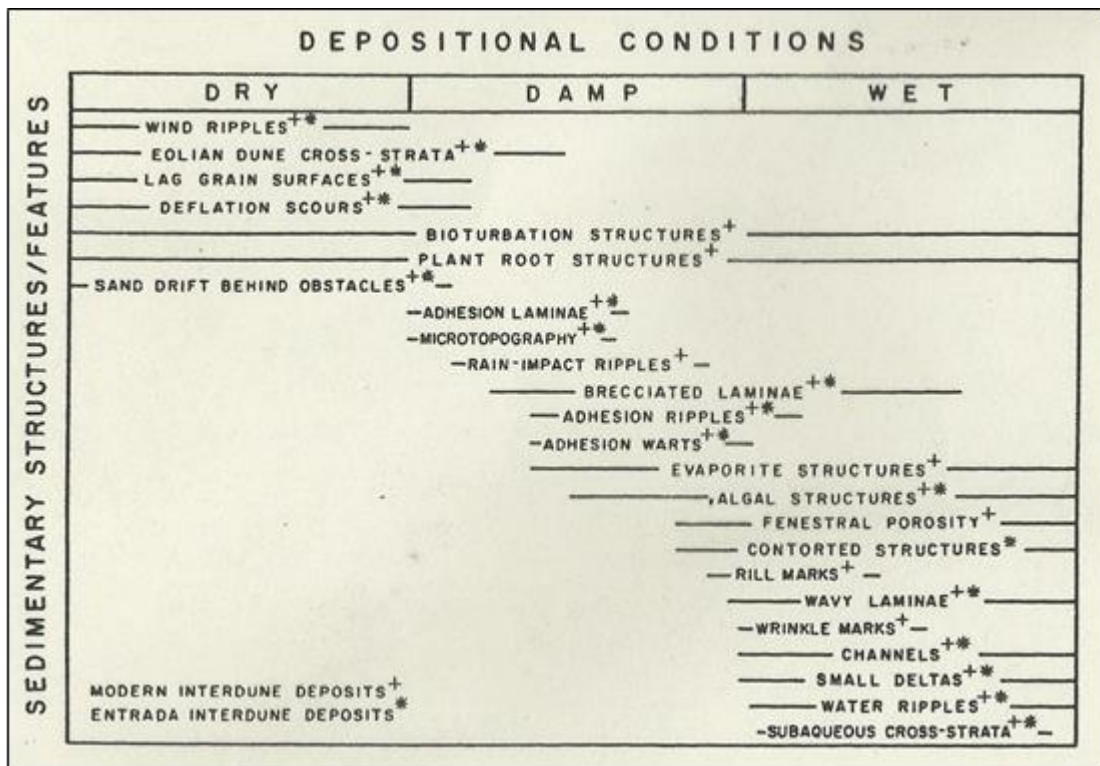 DEPOSITIONAL CONDITIONS
DRY DAMP WET
SEDIMENTARY STRUCTURES/FEATURES
WIND RIPPLES+*
EOLIAN DUNE CROSS-STRATA+*
LAG GRAIN SURFACES+*
DEFLATION SCOURS+*
BIOTURBATION STRUCTURES+
PLANT ROOT STRUCTURES+
SAND DRIFT BEHIND OBSTACLES+*
ADHESION LAMINAE+*
MICROTOPOGRAPHY+*
RAIN-IMPACT RIPPLES+
BRECCIATED LAMINAE+*
ADHESION RIPPLES+*
ADHESION WARTS+*
EVAPORITE STRUCTURES+
ALGAL STRUCTURES+*
FENESTRAL POROSITY+
CONTORTED STRUCTURES*
RILL MARKS+
WAVY LAMINAE+*
WRINKLE MARKS+
CHANNELS+*
SMALL DELTAS+*
WATER RIPPLES+*
SUBAQUEOUS CROSS-STRATA+*
MODERN INTERDUNE DEPOSITS+
ENTRADA INTERDUNE DEPOSITS*